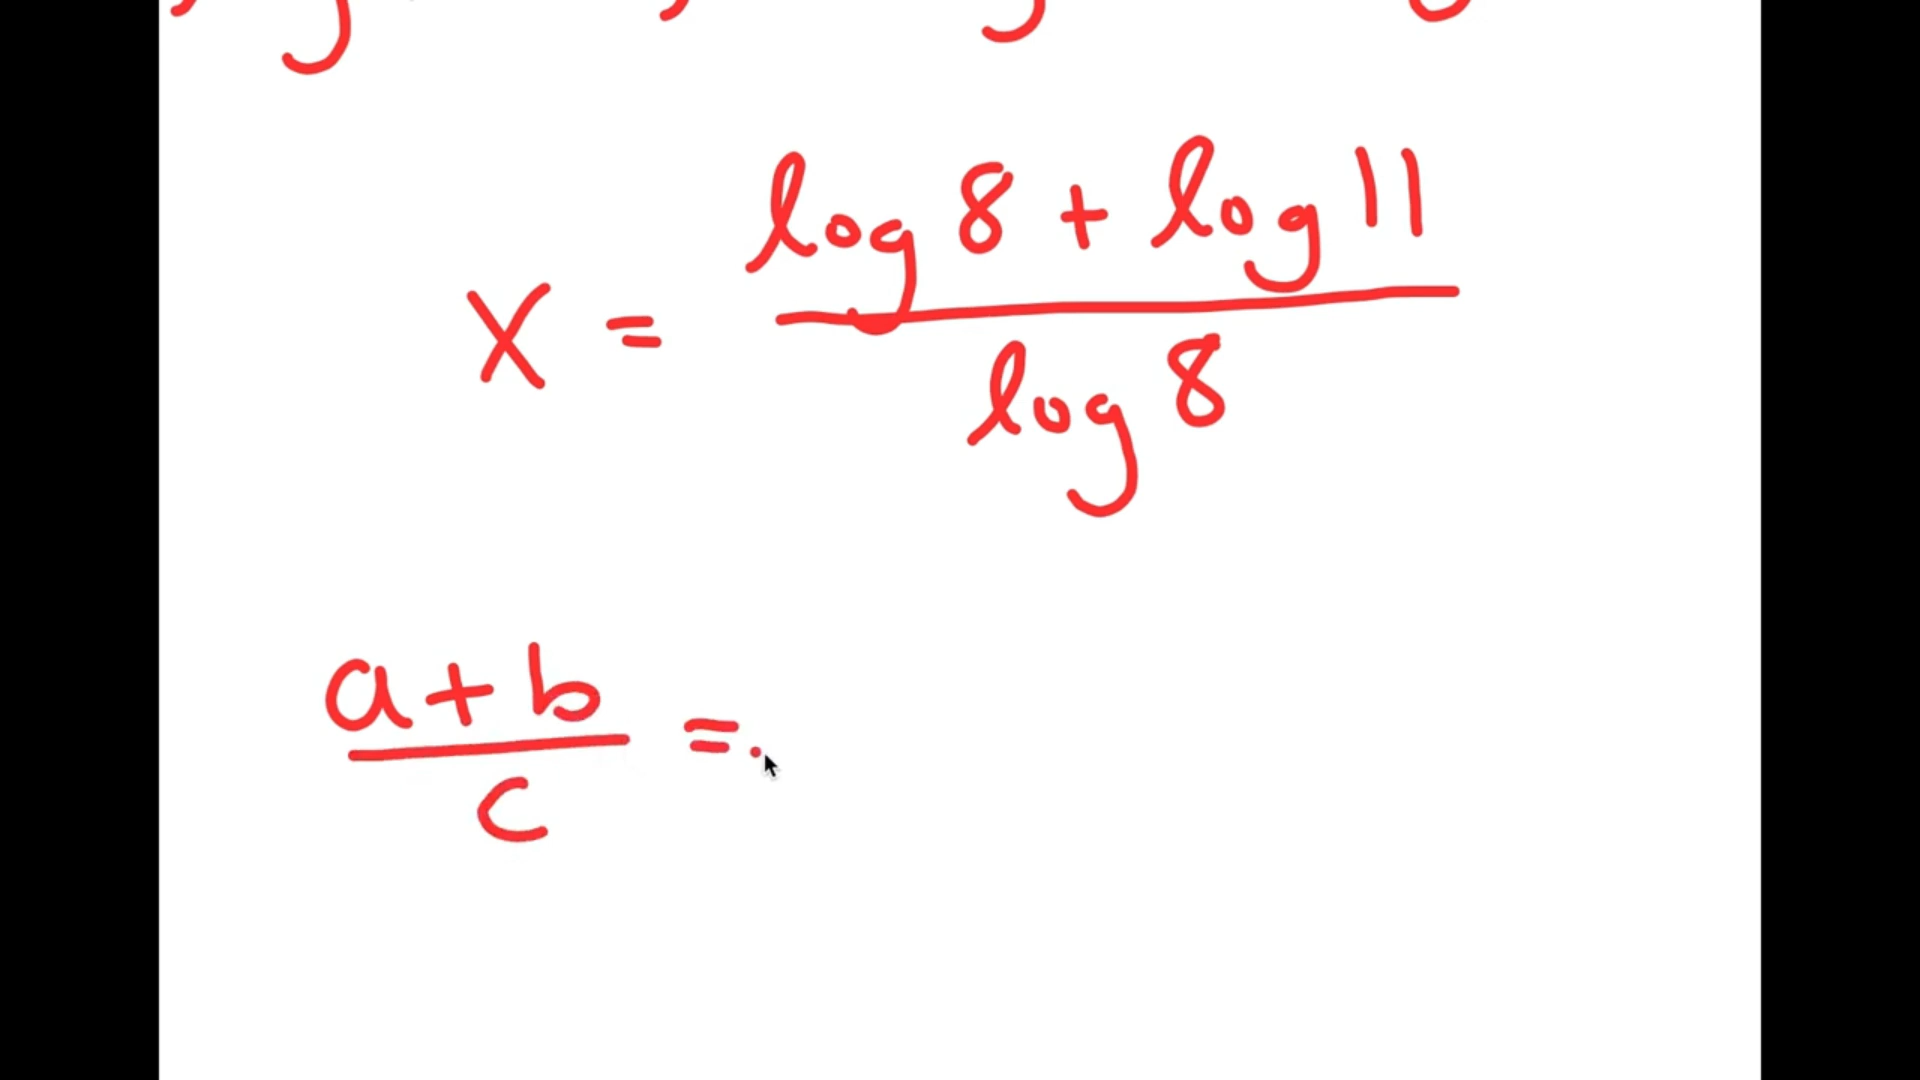 x = (log 8 + log 11) / log 8
(a + b) / c =